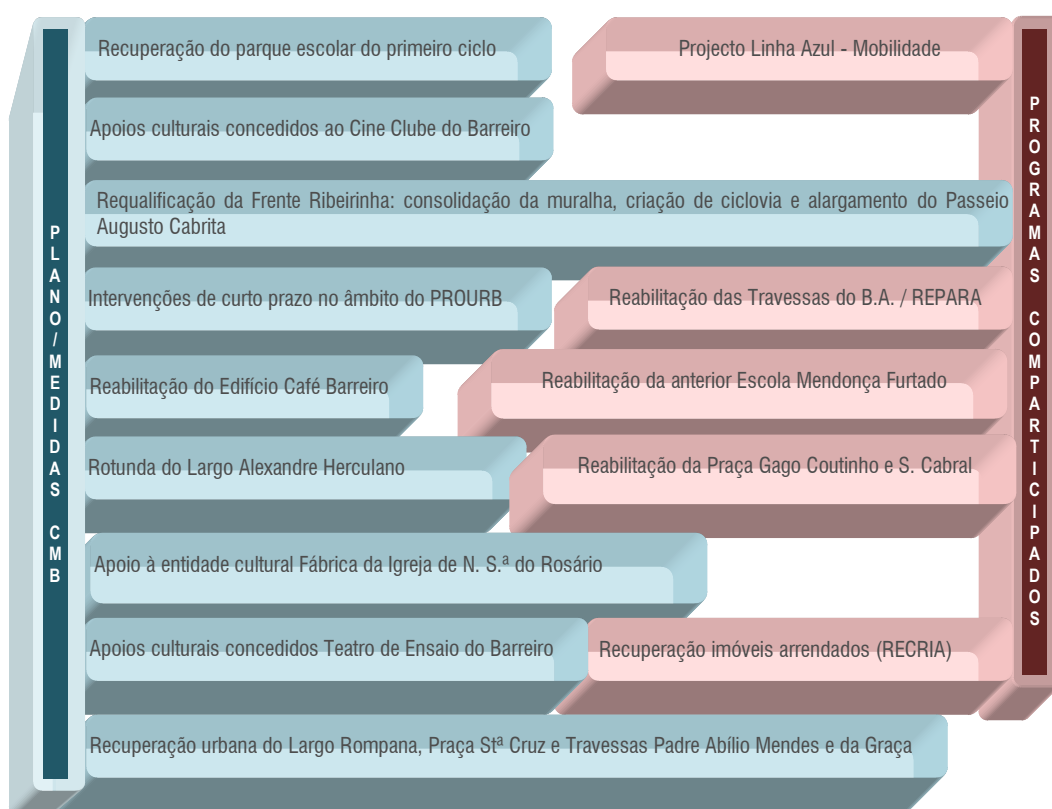 PLANO/MEDIDAS CMB
Recuperação do parque escolar do primeiro ciclo
Projecto Linha Azul - Mobilidade
Apoios culturais concedidos ao Cine Clube do Barreiro
Requalificação da Frente Ribeirinha: consolidação da muralha, criação de ciclovia e alargamento do Passeio
Augusto Cabrita
Intervenções de curto prazo no âmbito do PROURB
Reabilitação das Travessas do B.A. / REPARA
Reabilitação do Edifício Café Barreiro
Reabilitação da anterior Escola Mendonça Furtado
Rotunda do Largo Alexandre Herculano
Reabilitação da Praça Gago Coutinho e S. Cabral
Apoio à entidade cultural Fábrica da Igreja de N. S.ª do Rosário
Apoios culturais concedidos Teatro de Ensaio do Barreiro
Recuperação imóveis arrendados (RECRIA)
Recuperação urbana do Largo Rompana, Praça Stª Cruz e Travessas Padre Abílio Mendes e da Graça
PROGRAMAS COMPARTICIPADOS